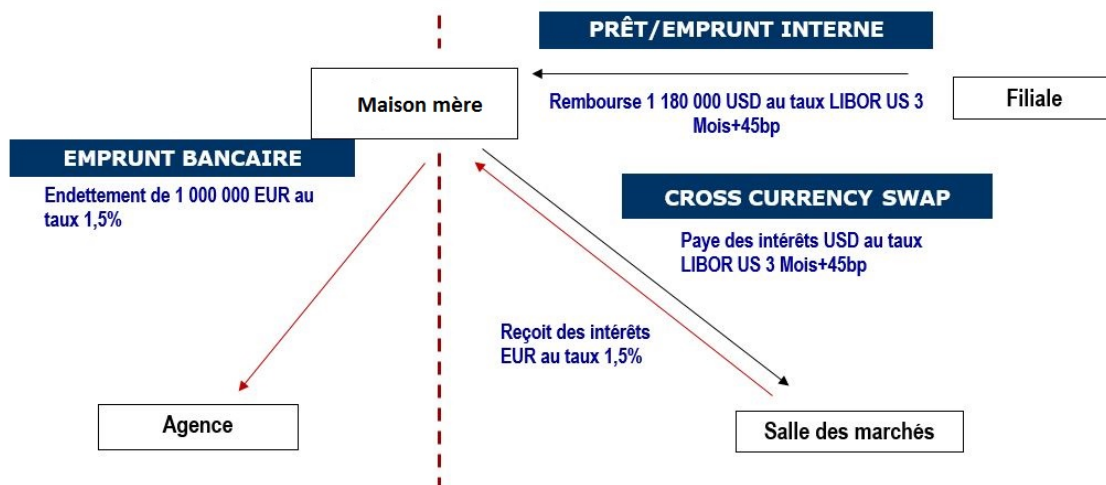 PRÊT/EMPRUNT INTERNE
Maison mère
Rembourse 1 180 000 USD au taux LIBOR US 3
Mois+45bp
Filiale
EMPRUNT BANCAIRE
Endettement de 1 000 000 EUR au
taux 1,5%
CROSS CURRENCY SWAP
Paye des intérêts USD au taux
LIBOR US 3 Mois+45bp
Reçoit des intérêts
EUR au taux 1,5%
Agence
Salle des marchés